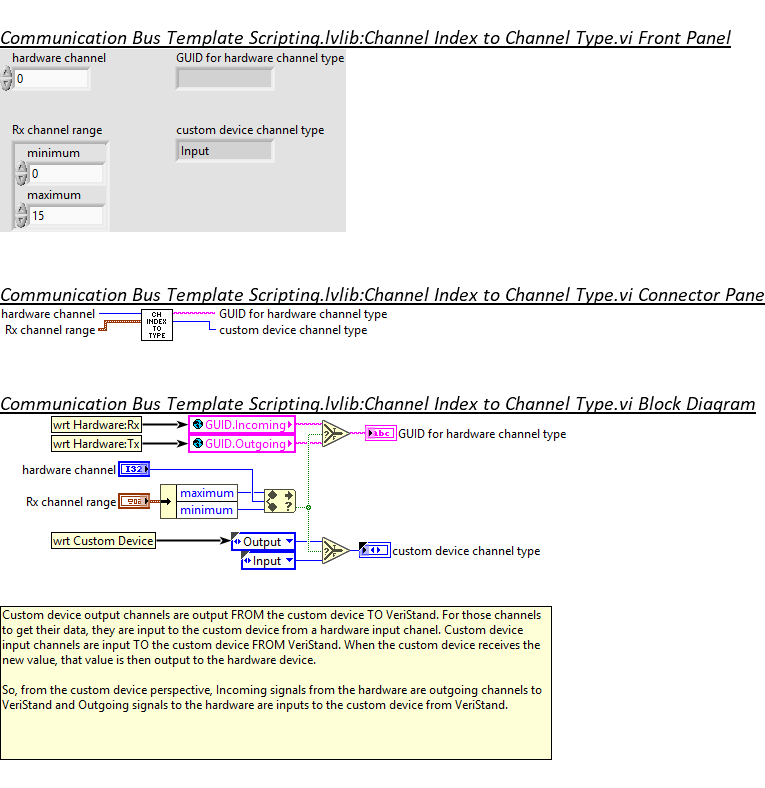 Communication Bus Template Scripting.lvlib:Channel Index to Channel Type.vi Front Panel
hardware channel
GUID for hardware channel type
0
Rx channel range
custom device channel type
minimum
Input
0
maximum
15
Communication Bus Template Scripting.lvlib:Channel Index to Channel Type.vi Connector Pane
hardware channel
CH
INDEX
TO
TYPE
GUID for hardware channel type
Rx channel range
custom device channel type
Communication Bus Template Scripting.lvlib:Channel Index to Channel Type.vi Block Diagram
wrt Hardware:Rx
GUID.Incoming
wrt Hardware:Tx
GUID.Outgoing
? T F
abc
GUID for hardware channel type
hardware channel
I32
Rx channel range
maximum
minimum
?
wrt Custom Device
Output
Input
? T F
custom device channel type
Custom device output channels are output FROM the custom device TO VeriStand. For those channels
to get their data, they are input to the custom device from a hardware input chanel. Custom device
input channels are input TO the custom device FROM VeriStand. When the custom device receives the
new value, that value is then output to the hardware device.
So, from the custom device perspective, Incoming signals from the hardware are outgoing channels to
VeriStand and Outgoing signals to the hardware are inputs to the custom device from VeriStand.